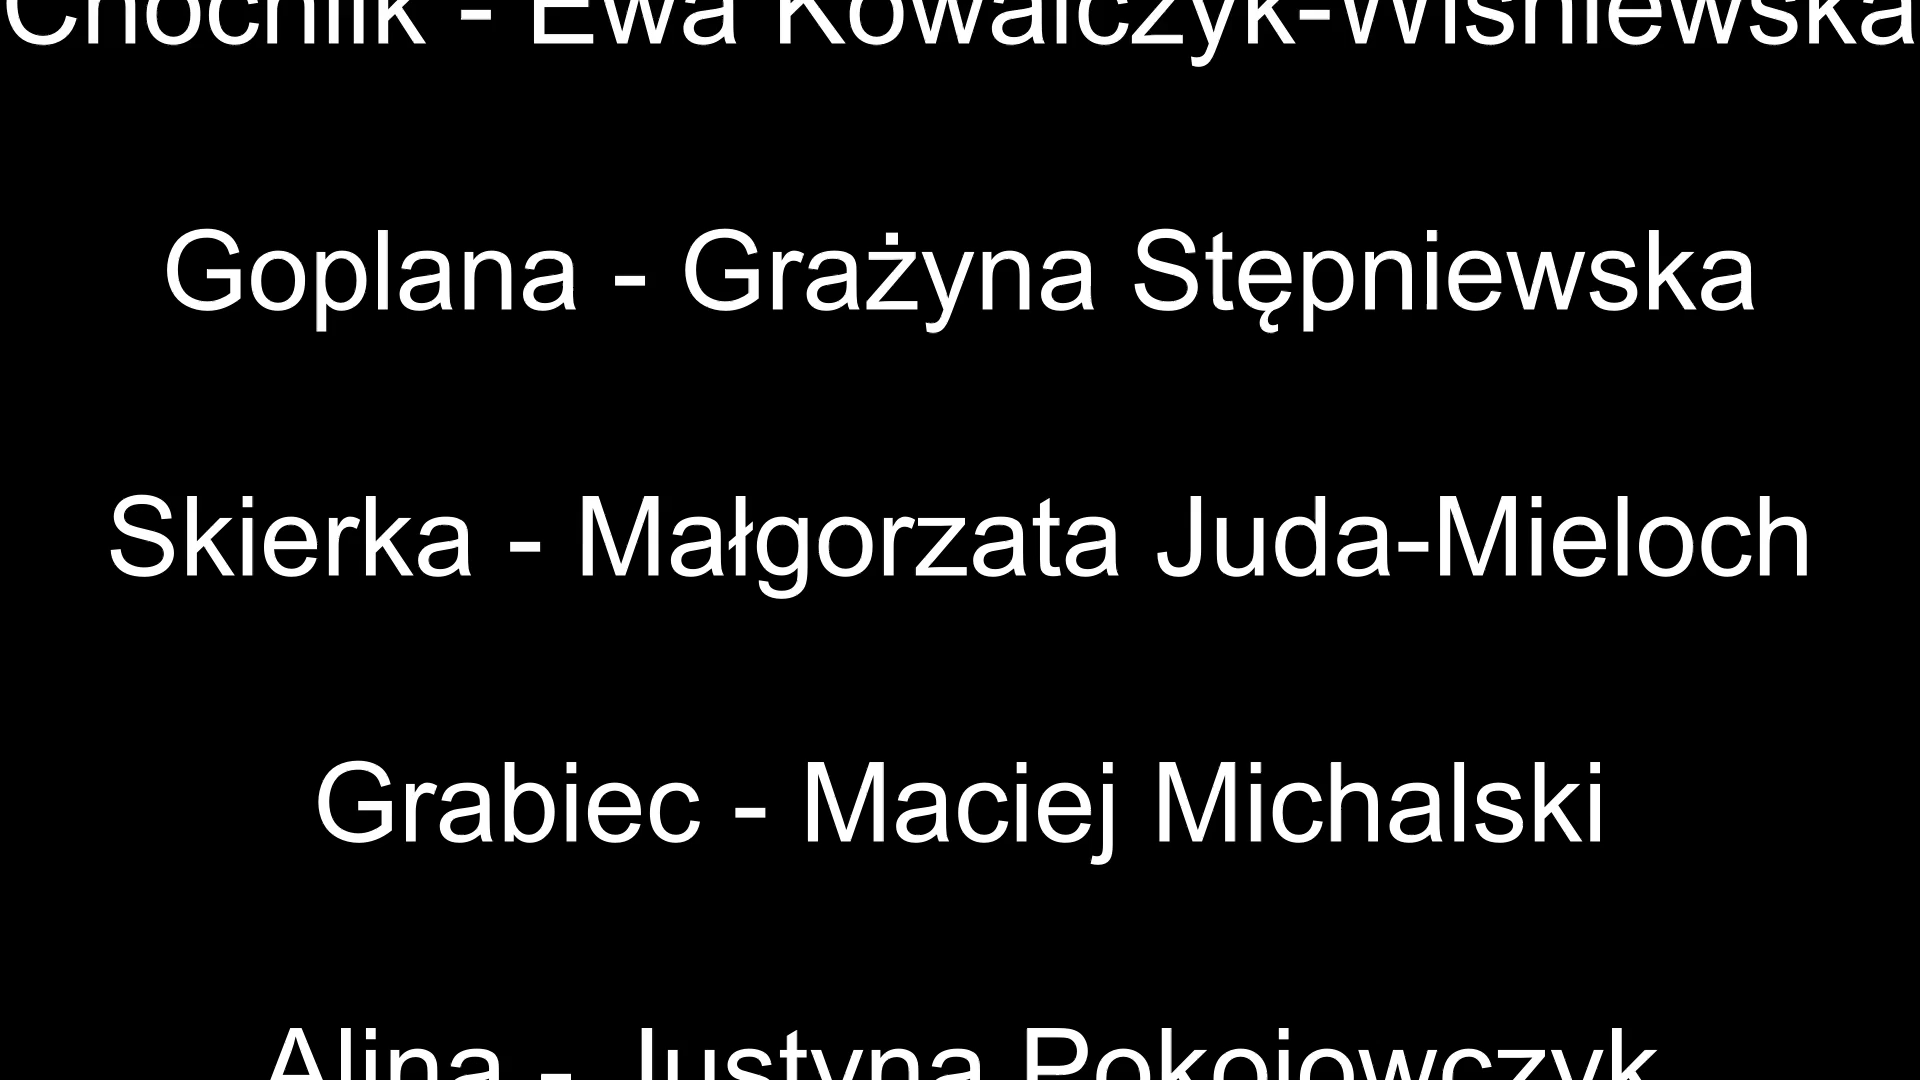 Chochlik - Ewa Kowalczyk-Wiśniewska
Goplana - Grażyna Stępniewska
Skierka - Małgorzata Juda-Mieloch
Grabiec - Maciej Michalski
Alina - Justyna Pokojowczyk